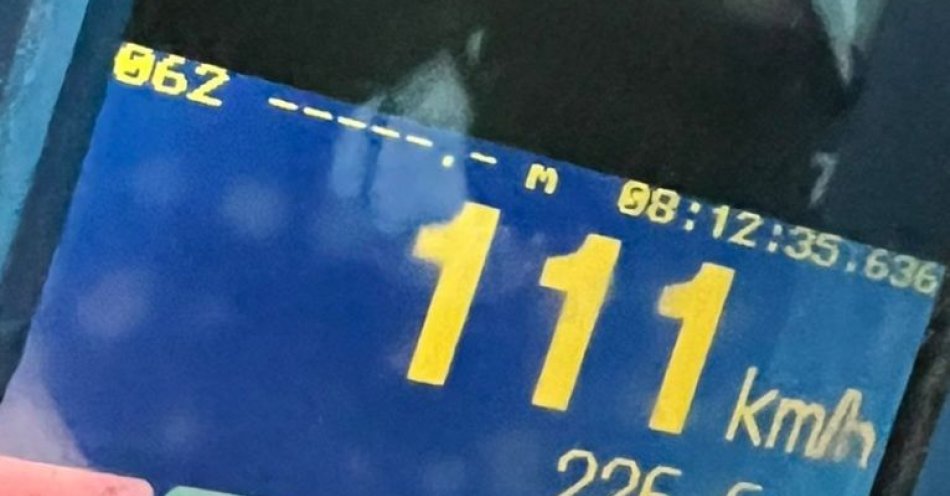 062 ------.- m 08:12:35.636
111 km/h